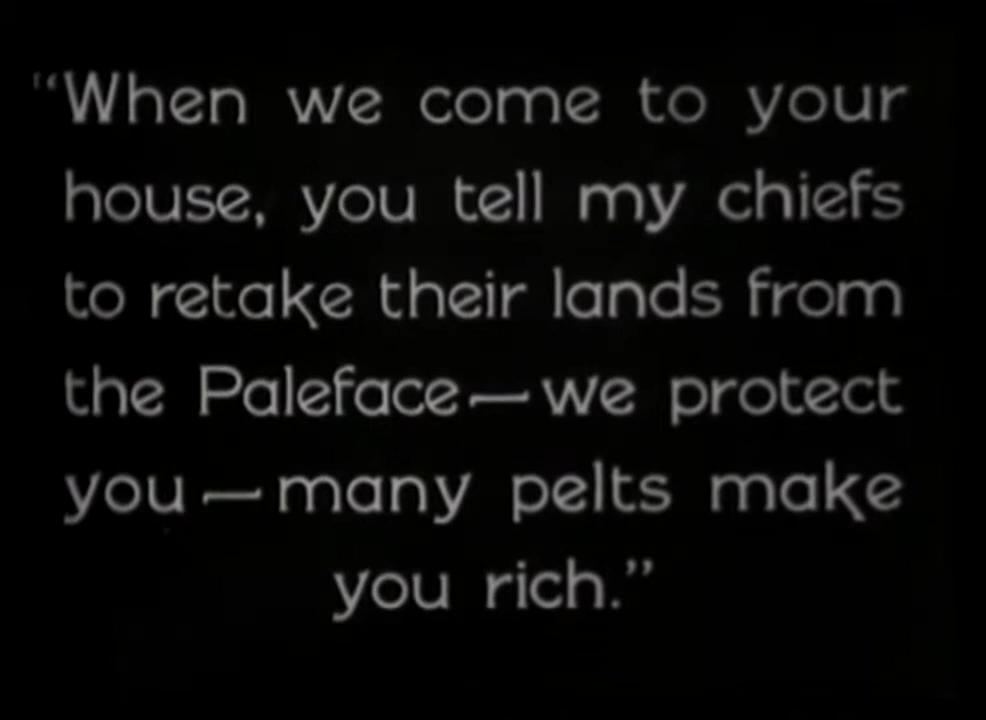 “When we come to your
house, you tell my chiefs
to retake their lands from
the Paleface—we protect
you—many pelts make
you rich.”